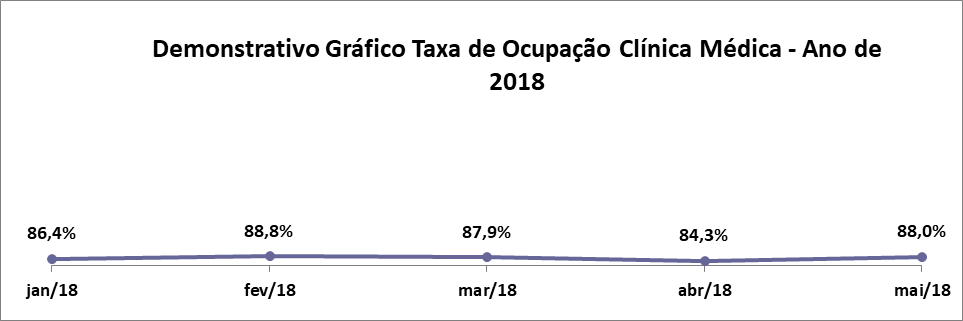 Demonstrativo Gráfico Taxa de Ocupação Clínica Médica - Ano de
2018
86,4% 88,8% 87,9% 84,3% 88,0%
jan/18 fev/18 mar/18 abr/18 mai/18